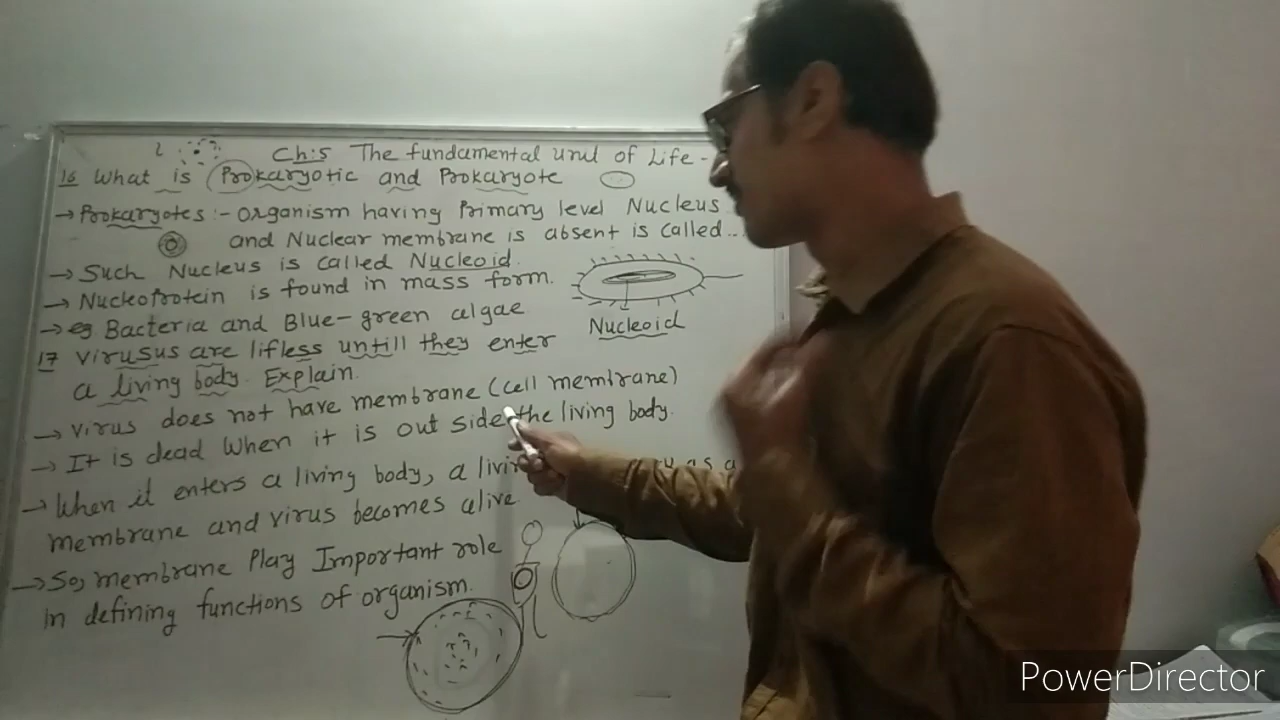 Ch:5 The fundamental unit of Life -
16 What is Prokaryotic and Prokaryote
→ Prokaryotes :- organism having Primary level Nucleus
and Nuclear membrane is absent is called..
→ Such Nucleus is called Nucleoid.
→ Nucleoprotein is found in mass form.
→ eg Bacteria and Blue-green algae
Nucleoid
17 Virusus are lifless untill they enter
a living body. Explain.
→ Virus does not have membrane (cell membrane)
→ It is dead When it is out side the living body.
→ When it enters a living body, a as a
membrane and virus becomes alive
→ So, membrane Play Important role
in defining functions of organism.
PowerDirector